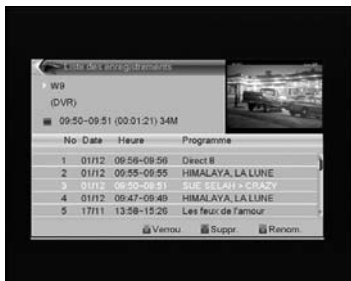 Liste des enregistrements
W9
(DVR)
09:50~09:51 (00:01:21) 34M
No Date Heure Programme
1 01/12 09:56~09:56 Direct 8
2 01/12 09:55~09:55 HIMALAYA, LA LUNE
3 01/12 09:50~09:51 SUE SELAH > CRAZY
4 01/12 09:47~09:49 HIMALAYA, LA LUNE
5 17/11 13:58~15:26 Les feux de l'amour
Verrou. Suppr. Renom.